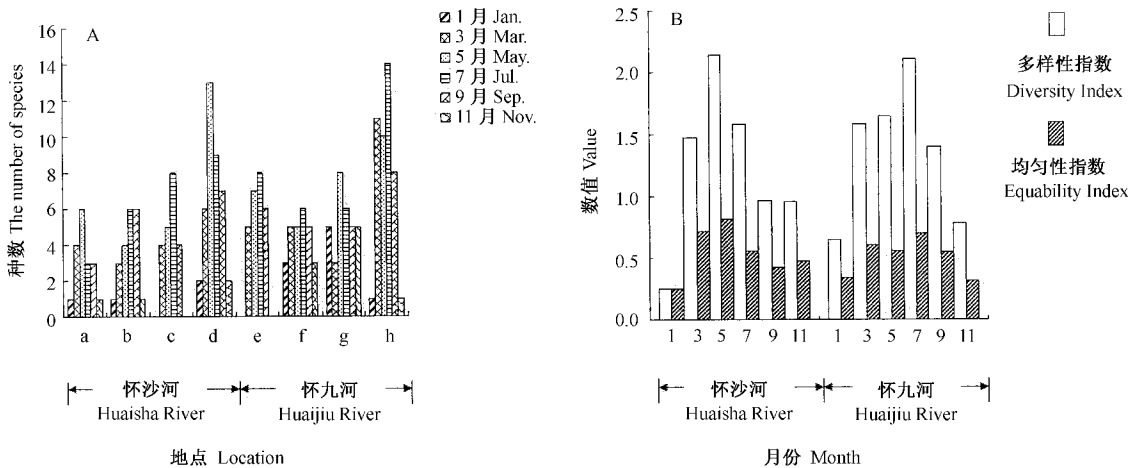 A
种数 The number of species
16
14
12
10
8
6
4
2
0
a b c d e f g h
怀沙河 怀九河
Huaisha River Huaijiu River
地点 Location
1 月 Jan.
3 月 Mar.
5 月 May.
7 月 Jul.
9 月 Sep.
11 月 Nov.
B
数值 Value
2.5
2.0
1.5
1.0
0.5
0.0
1 3 5 7 9 11 1 3 5 7 9 11
怀沙河 怀九河
Huaisha River Huaijiu River
月份 Month
多样性指数
Diversity Index
均匀性指数
Equability Index